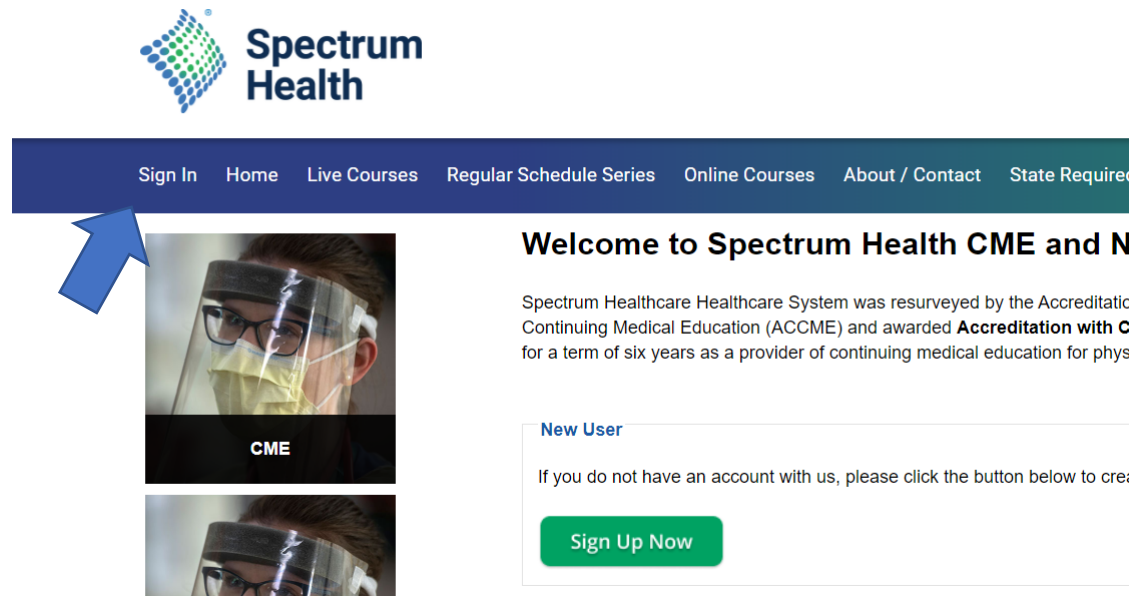 Spectrum
Health
Sign In Home Live Courses Regular Schedule Series Online Courses About / Contact State Required
Welcome to Spectrum Health CME and N
Spectrum Healthcare Healthcare System was resurveyed by the Accreditatio
Continuing Medical Education (ACCME) and awarded Accreditation with C
for a term of six years as a provider of continuing medical education for phys
CME
New User
If you do not have an account with us, please click the button below to crea
Sign Up Now